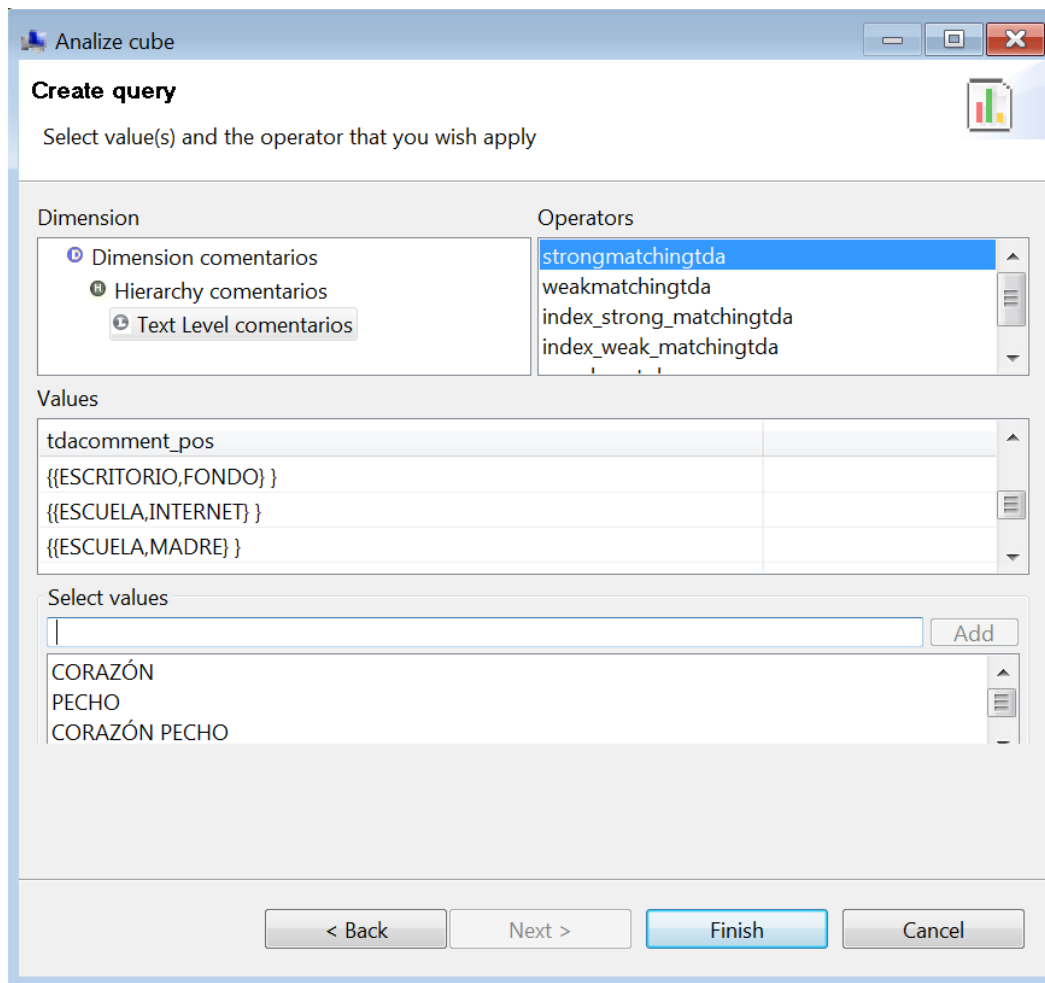 Analize cube
Create query
Select value(s) and the operator that you wish apply
Dimension
Dimension comentarios
Hierarchy comentarios
Text Level comentarios
Operators
strongmatchingtda
weakmatchingtda
index_strong_matchingtda
index_weak_matchingtda
Values
tdacomment_pos
{{ESCRITORIO,FONDO} }
{{ESCUELA,INTERNET} }
{{ESCUELA,MADRE} }
Select values
Add
CORAZÓN
PECHO
CORAZÓN PECHO
< Back
Next >
Finish
Cancel